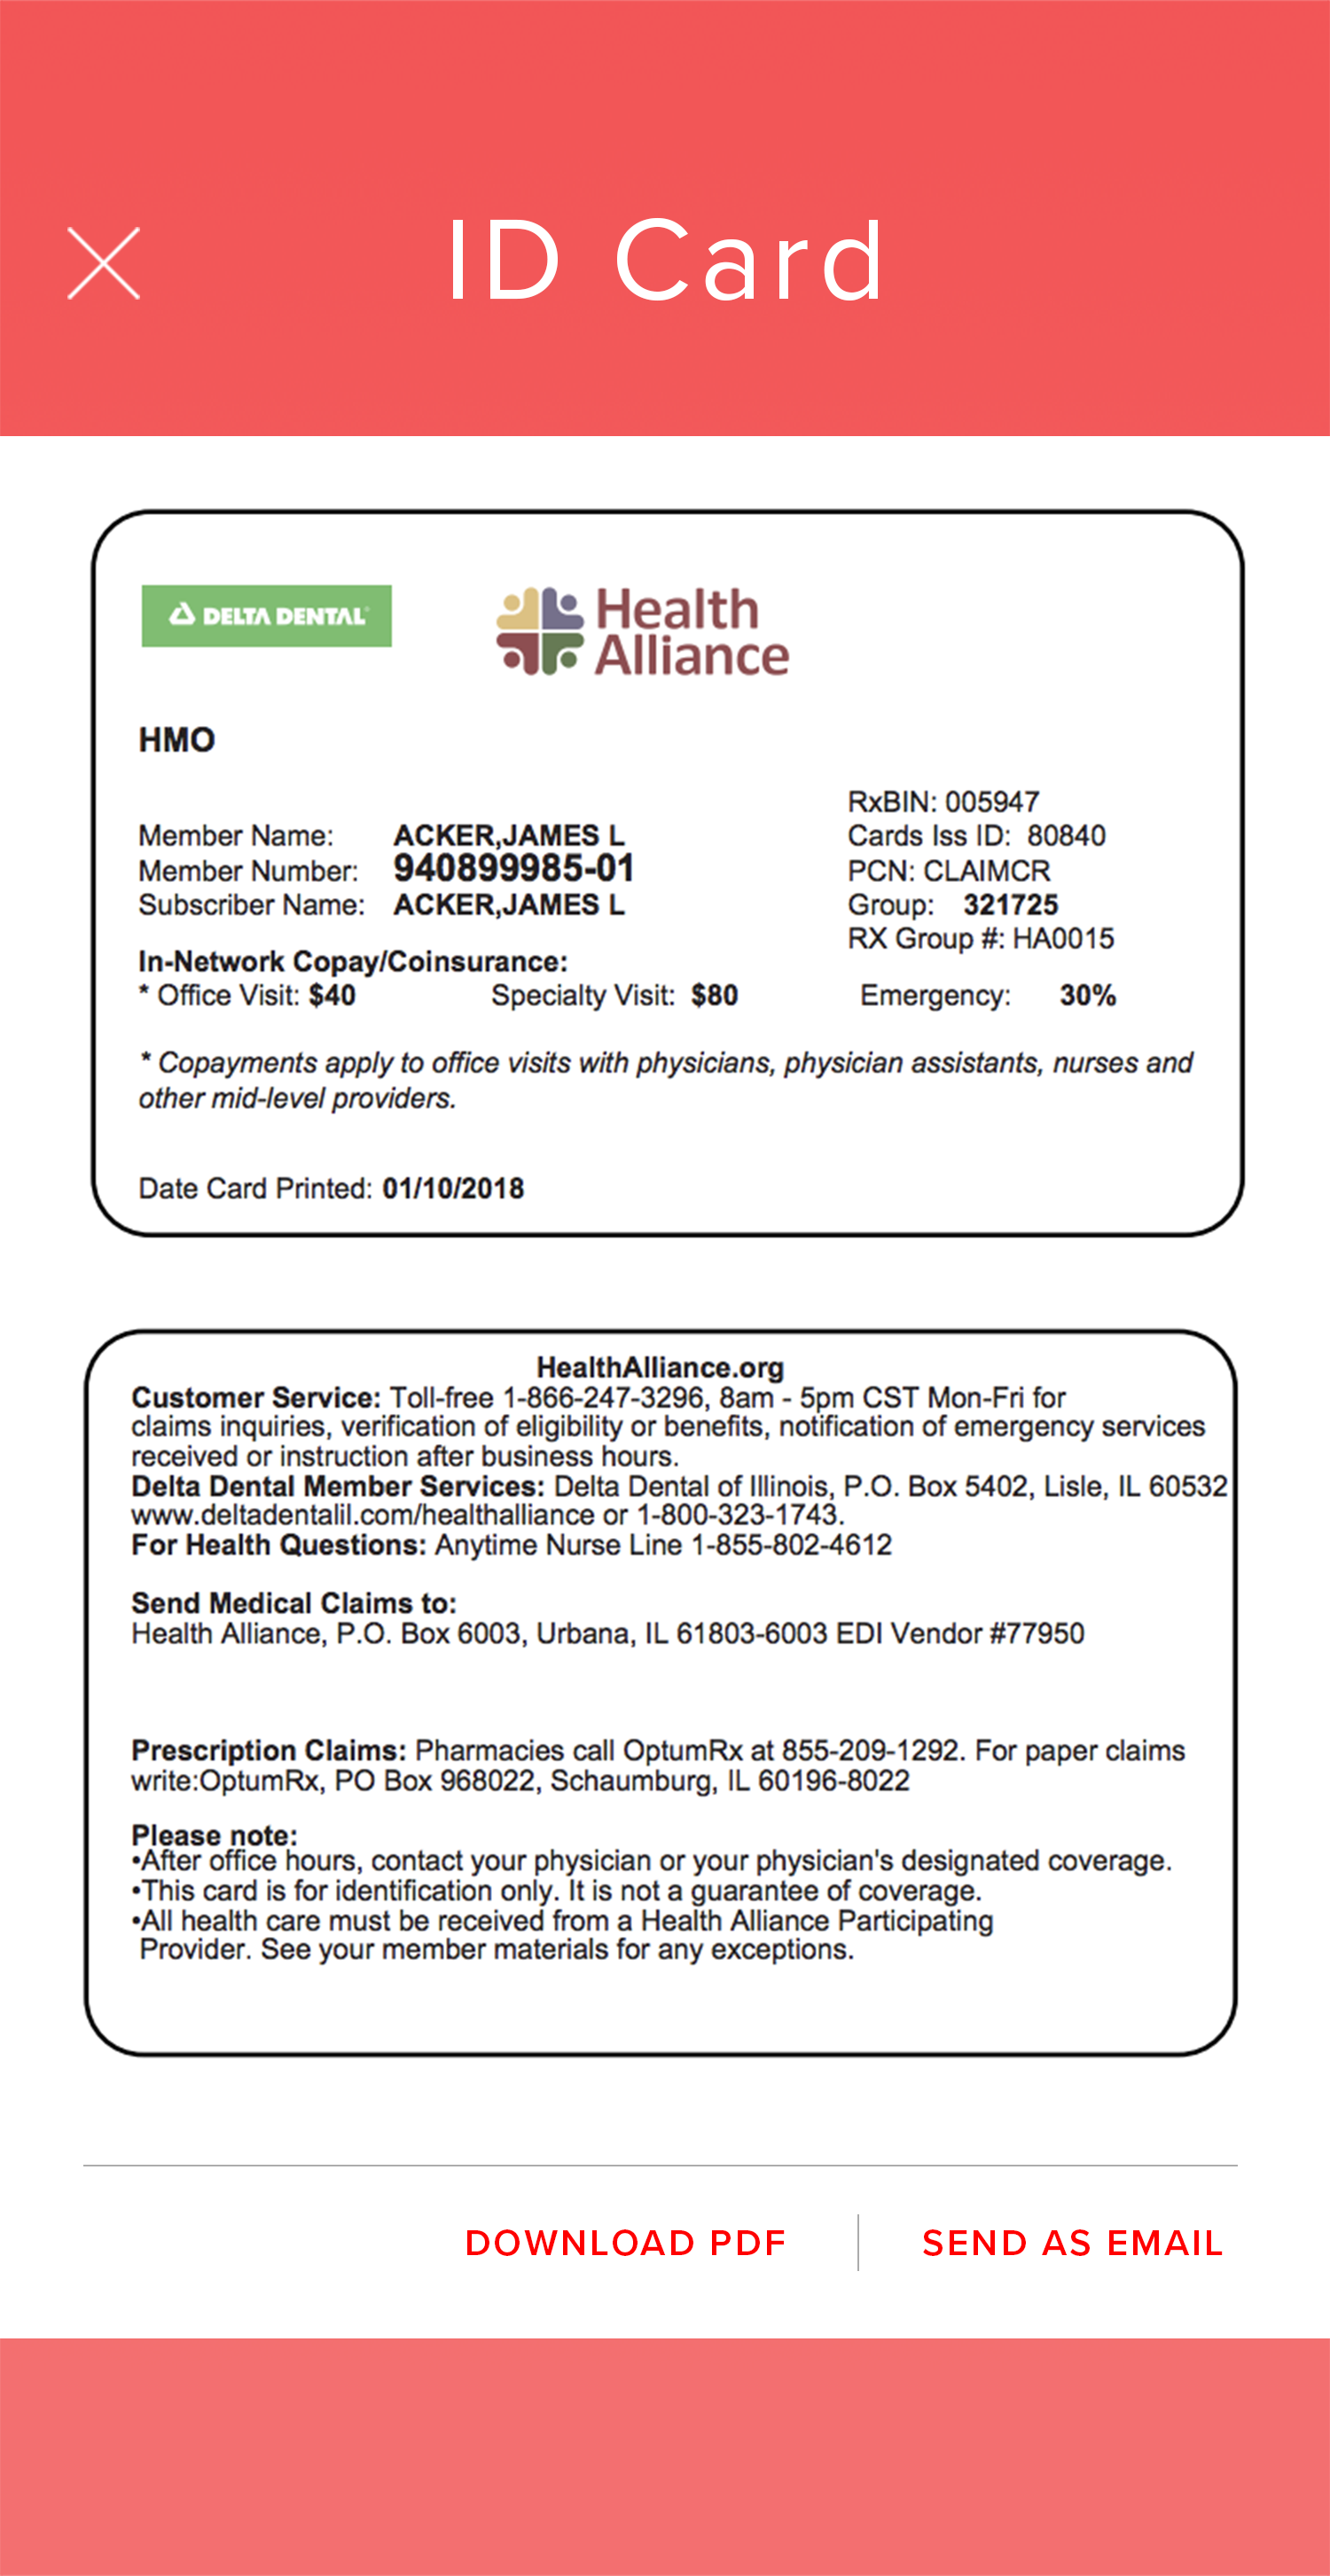 ID Card
DELTA DENTAL
Health
Alliance
HMO
RxBIN: 005947
Member Name: ACKER,JAMES L
Cards Iss ID: 80840
Member Number: 940899985-01
PCN: CLAIMCR
Subscriber Name: ACKER,JAMES L
Group: 321725
RX Group #: HA0015
In-Network Copay/Coinsurance:
* Office Visit: $40 Specialty Visit: $80 Emergency: 30%
* Copayments apply to office visits with physicians, physician assistants, nurses and
other mid-level providers.
Date Card Printed: 01/10/2018
HealthAlliance.org
Customer Service: Toll-free 1-866-247-3296, 8am - 5pm CST Mon-Fri for
claims inquiries, verification of eligibility or benefits, notification of emergency services
received or instruction after business hours.
Delta Dental Member Services: Delta Dental of Illinois, P.O. Box 5402, Lisle, IL 60532
www.deltadentalil.com/healthalliance or 1-800-323-1743.
For Health Questions: Anytime Nurse Line 1-855-802-4612
Send Medical Claims to:
Health Alliance, P.O. Box 6003, Urbana, IL 61803-6003 EDI Vendor #77950
Prescription Claims: Pharmacies call OptumRx at 855-209-1292. For paper claims
write:OptumRx, PO Box 968022, Schaumburg, IL 60196-8022
Please note:
•After office hours, contact your physician or your physician's designated coverage.
•This card is for identification only. It is not a guarantee of coverage.
•All health care must be received from a Health Alliance Participating
Provider. See your member materials for any exceptions.
DOWNLOAD PDF
SEND AS EMAIL